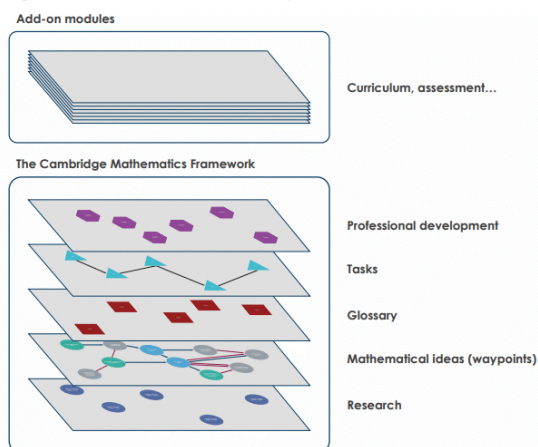 Add-on modules
Curriculum, assessment...
The Cambridge Mathematics Framework
Professional development
Tasks
Glossary
Mathematical ideas (waypoints)
Research